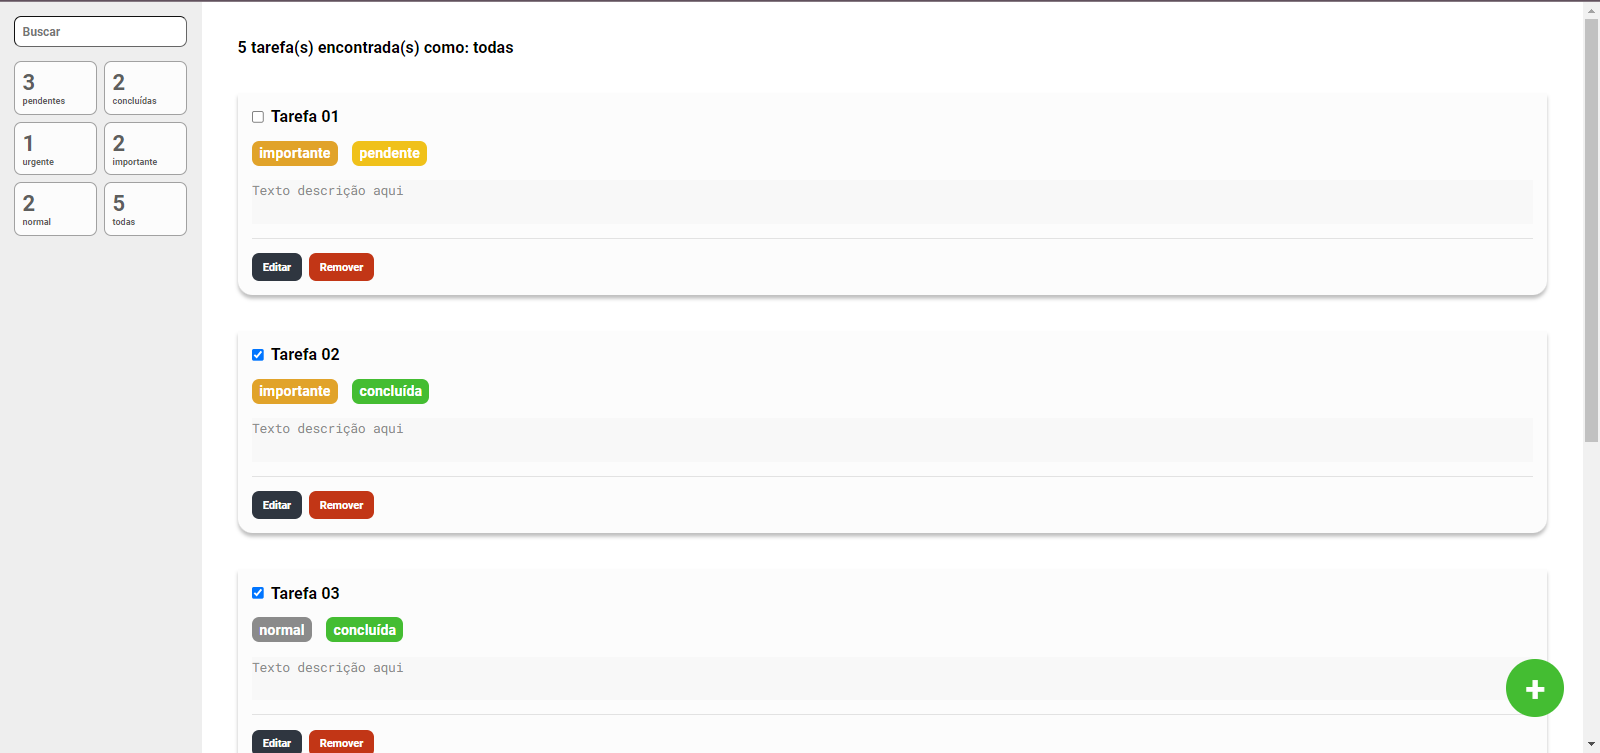 Buscar
3
pendentes
2
concluídas
1
urgente
2
importante
2
normal
5
todas
5 tarefa(s) encontrada(s) como: todas
Tarefa 01
importante pendente
Texto descrição aqui
Editar Remover
Tarefa 02
importante concluída
Texto descrição aqui
Editar Remover
Tarefa 03
normal concluída
Texto descrição aqui
Editar Remover
+